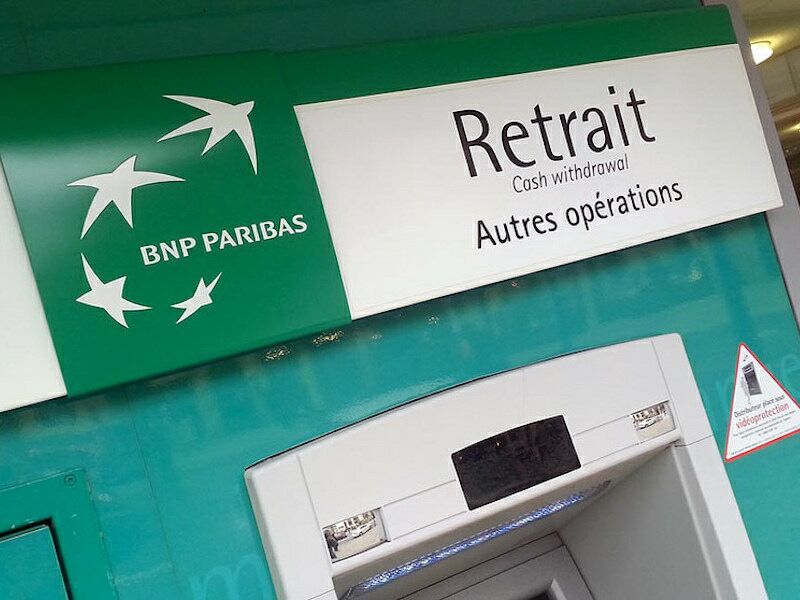 BNP PARIBAS
Retrait
Cash withdrawal
Autres opérations
Distributeur placé sous
vidéoprotection